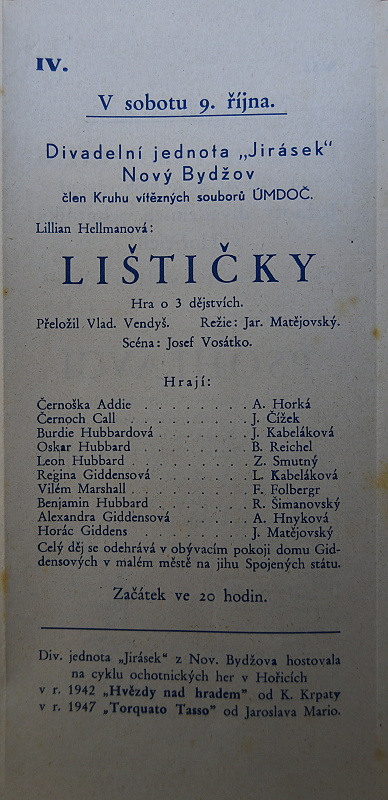 IV.
V sobotu 9. října.
Divadelní jednota „Jirásek"
Nový Bydžov
člen Kruhu vítězných souborů ÚMDOČ.
Lillian Hellmanová:
LIŠTIČKY
Hra o 3 dějstvích.
Přeložil Vlad. Vendyš. Režie: Jar. Matějovský.
Scéna: Josef Vosátko.
Hrají:
Černoška Addie . . . . . . . . . A. Horká
Černoch Call . . . . . . . . . . J. Čížek
Burdie Hubbardová . . . . . . . J. Kabeláková
Oskar Hubbard . . . . . . . . . B. Reichel
Leon Hubbard . . . . . . . . . Z. Smutný
Regina Giddensová . . . . . . . L. Kabeláková
Vilém Marshall . . . . . . . . . F. Folbergr
Benjamin Hubbard . . . . . . . R. Šimanovský
Alexandra Giddensová . . . . . . A. Hnyková
Horác Giddens . . . . . . . . . J. Matějovský
Celý děj se odehrává v obývacím pokoji domu Gid-
densových v malém městě na jihu Spojených státu.
Začátek ve 20 hodin.
Div. jednota „Jirásek" z Nov. Bydžova hostovala
na cyklu ochotnických her v Hořicích
v r. 1942 „Hvězdy nad hradem" od K. Krpaty
v r. 1947 „Torquato Tasso" od Jaroslava Mario.